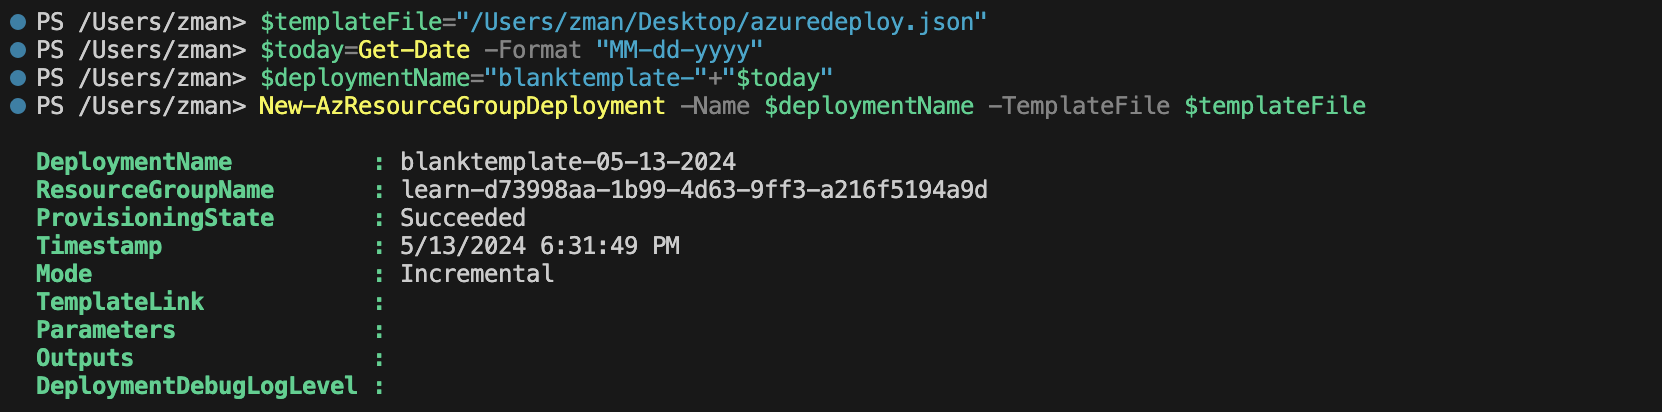 PS /Users/zman> $templateFile="/Users/zman/Desktop/azuredeploy.json"
PS /Users/zman> $today=Get-Date -Format "MM-dd-yyyy"
PS /Users/zman> $deploymentName="blanktemplate-"+"$today"
PS /Users/zman> New-AzResourceGroupDeployment -Name $deploymentName -TemplateFile $templateFile
DeploymentName : blanktemplate-05-13-2024
ResourceGroupName : learn-d73998aa-1b99-4d63-9ff3-a216f5194a9d
ProvisioningState : Succeeded
Timestamp : 5/13/2024 6:31:49 PM
Mode : Incremental
TemplateLink :
Parameters :
Outputs :
DeploymentDebugLogLevel :